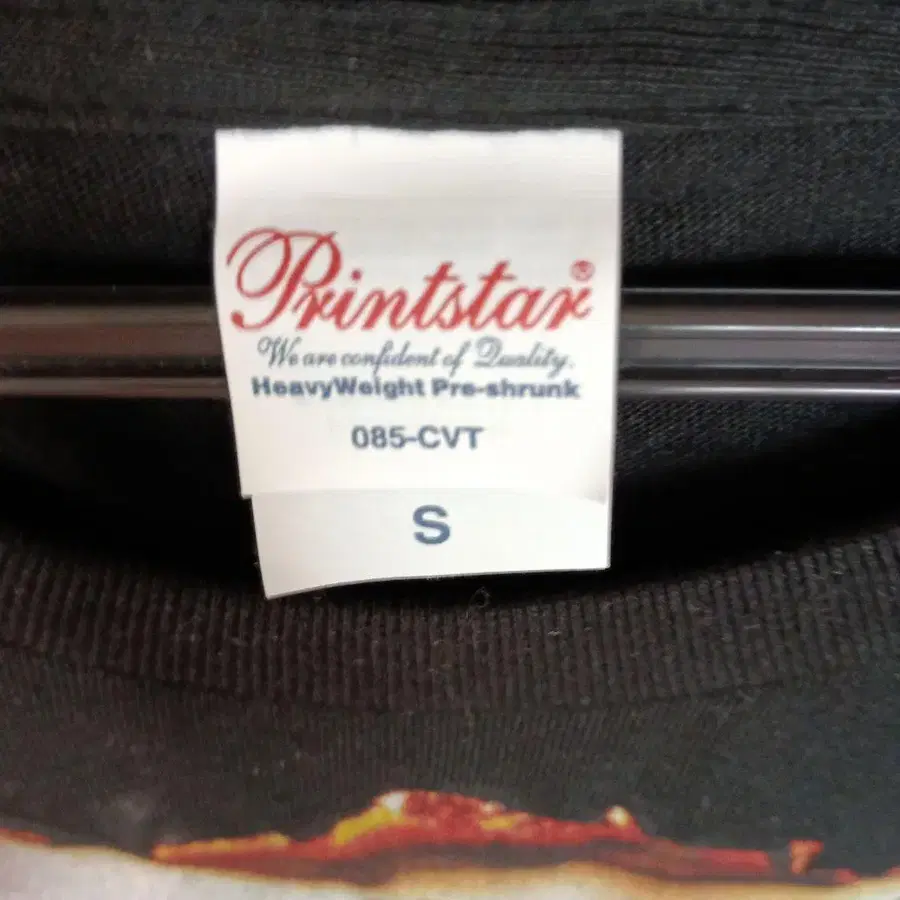 Printstar®
We are confident of Quality.
HeavyWeight Pre-shrunk
085-CVT
S